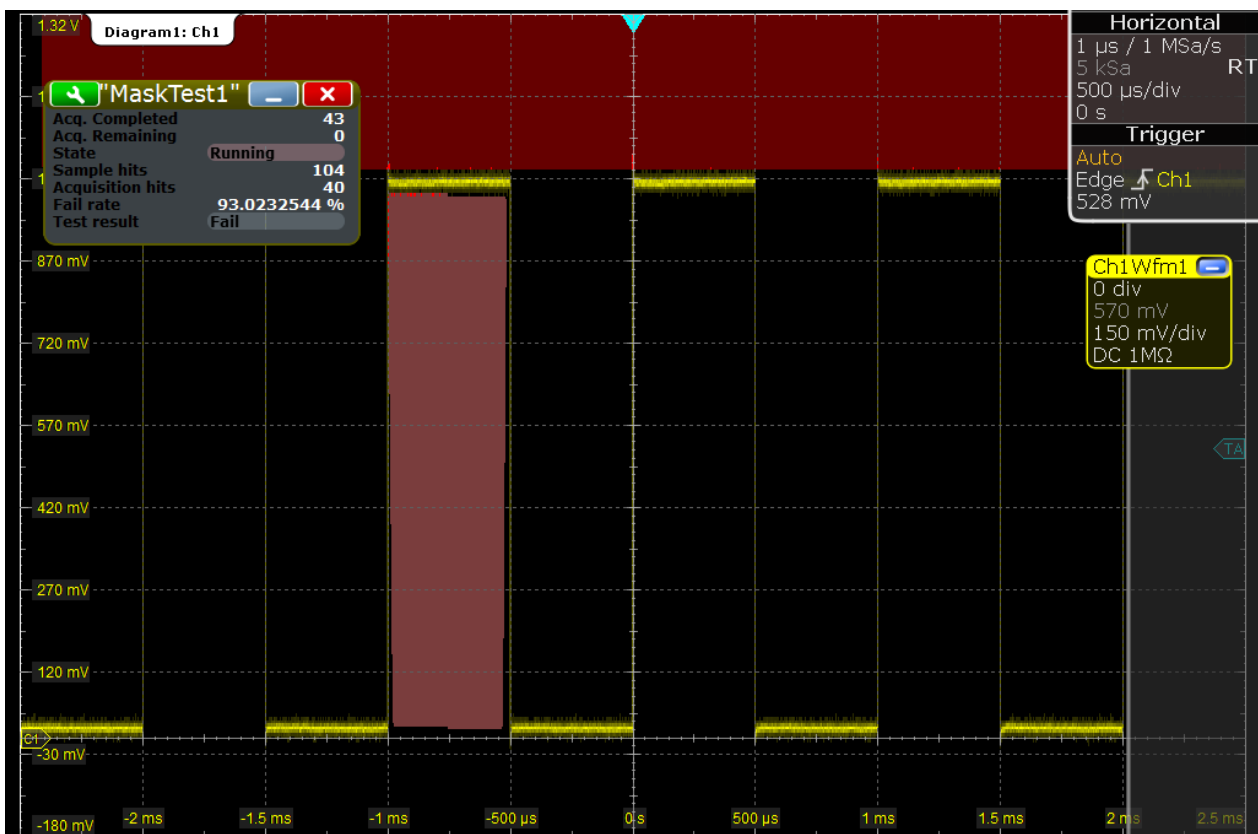 1.32 V
Diagram1: Ch1
"MaskTest1"
Acq. Completed 43
Acq. Remaining 0
State Running
Sample hits 104
Acquisition hits 40
Fail rate 93.0232544 %
Test result Fail
Horizontal
1 µs / 1 MSa/s
5 kSa RT
500 µs/div
0 s
Trigger
Auto
Edge Ch1
528 mV
Ch1Wfm1
0 div
570 mV
150 mV/div
DC 1MΩ
TA
870 mV
720 mV
570 mV
420 mV
270 mV
120 mV
C1
-30 mV
-180 mV
-2 ms -1.5 ms -1 ms -500 µs 0 s 500 µs 1 ms 1.5 ms 2 ms 2.5 ms